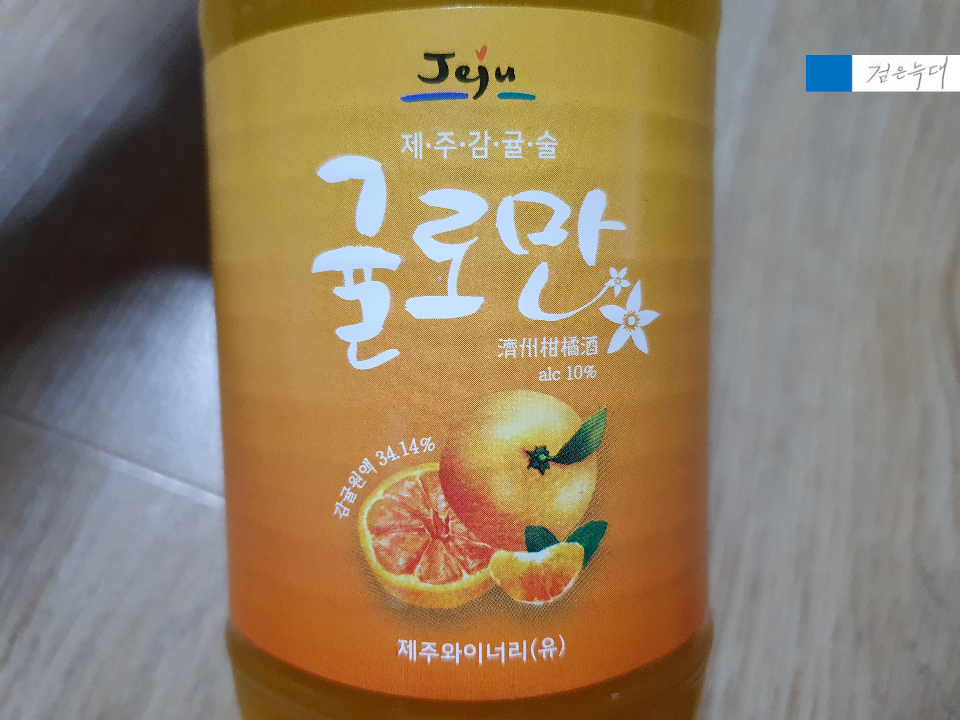 Jeju
검은늑대
제·주·감·귤·술
귤로만
濟州柑橘酒
alc 10%
감귤원액 34.14%
제주와이너리(유)